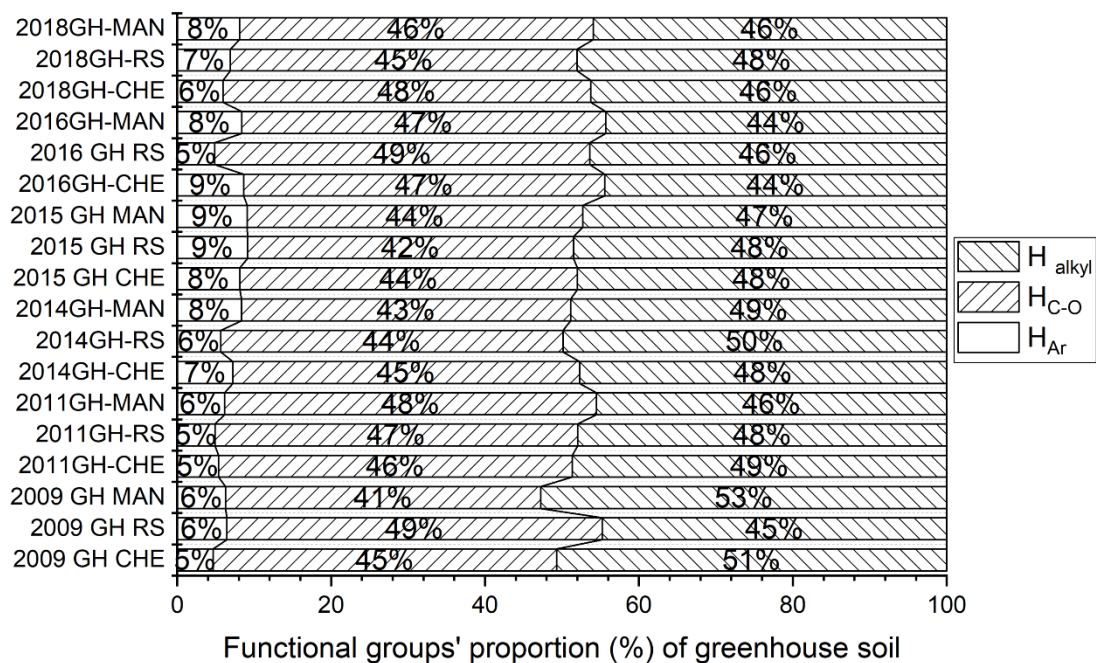 2018GH-MAN 8% 46% 46%
2018GH-RS 7% 45% 48%
2018GH-CHE 6% 48% 46%
2016GH-MAN 8% 47% 44%
2016 GH RS 5% 49% 46%
2016GH-CHE 9% 47% 44%
2015 GH MAN 9% 44% 47%
2015 GH RS 9% 42% 48%
2015 GH CHE 8% 44% 48%
2014GH-MAN 8% 43% 49%
2014GH-RS 6% 44% 50%
2014GH-CHE 7% 45% 48%
2011GH-MAN 6% 48% 46%
2011GH-RS 5% 47% 48%
2011GH-CHE 5% 46% 49%
2009 GH MAN 6% 41% 53%
2009 GH RS 6% 49% 45%
2009 GH CHE 5% 45% 51%
0 20 40 60 80 100
Functional groups' proportion (%) of greenhouse soil
H alkyl
H C-O
H Ar